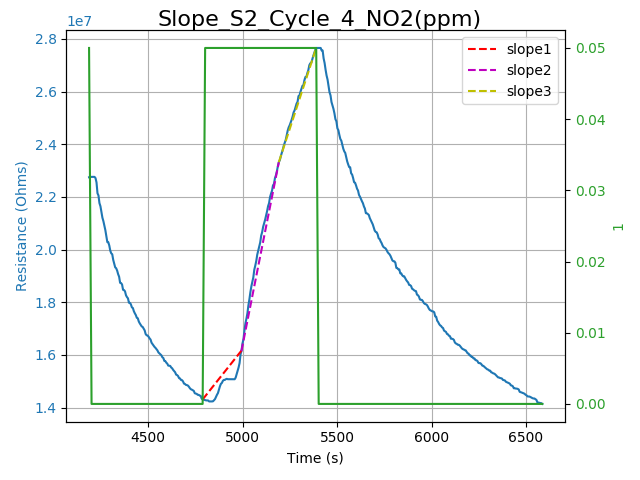 Slope_S2_Cycle_4_NO2(ppm)
1e7
2.8
2.6
2.4
2.2
2.0
1.8
1.6
1.4
Resistance (Ohms)
slope1
slope2
slope3
0.05
0.04
0.03
0.02
0.01
0.00
1
4500 5000 5500 6000 6500
Time (s)